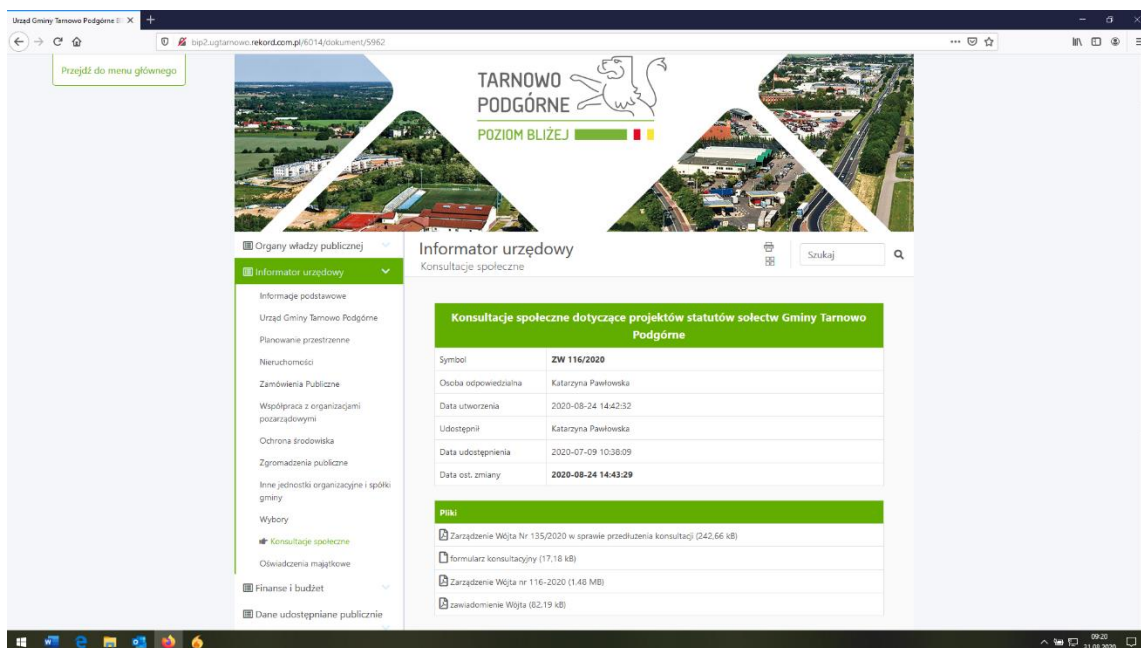 Urząd Gminy Tarnowo Podgórne
bip2.ugtarnowo.rekord.com.pl/6014/dokument/5962
Przejdź do menu głównego
TARNOWO
PODGÓRNE
POZIOM BLIŻEJ
Organy władzy publicznej
Informator urzędowy
Informacje podstawowe
Urząd Gminy Tarnowo Podgórne
Planowanie przestrzenne
Nieruchomości
Zamówienia Publiczne
Współpraca z organizacjami
pozarządowymi
Ochrona środowiska
Zgromadzenia publiczne
Inne jednostki organizacyjne i spółki
gminy
Wybory
Konsultacje społeczne
Oświadczenia majątkowe
Finanse i budżet
Dane udostępniane publicznie
Informator urzędowy
Konsultacje społeczne
Szukaj
Konsultacje społeczne dotyczące projektów statutów sołectw Gminy Tarnowo
Podgórne
Symbol ZW 116/2020
Osoba odpowiedzialna Katarzyna Pawłowska
Data utworzenia 2020-08-24 14:42:32
Udostępnił Katarzyna Pawłowska
Data udostępnienia 2020-07-09 10:38:09
Data ost. zmiany 2020-08-24 14:43:29
Pliki
Zarządzenie Wójta Nr 135/2020 w sprawie przedłużenia konsultacji (242,66 kB)
formularz konsultacyjny (17,18 kB)
Zarządzenie Wójta nr 116-2020 (1,48 MB)
zawiadomienie Wójta (82,19 kB)
09:20